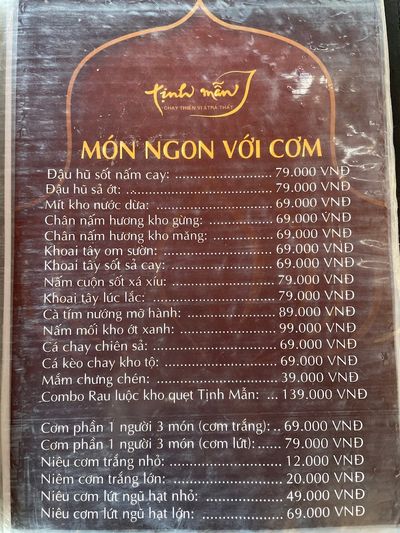 tịnh mẫn
CHAY THIỀN VỊ &TRÀ THẤT
MÓN NGON VỚI CƠM
Đậu hũ sốt nấm cay: ........................ 79.000 VNĐ
Đậu hủ sả ớt: ................................... 79.000 VNĐ
Mít kho nước dừa: .......................... 69.000 VNĐ
Chân nấm hương kho gừng: ............ 69.000 VNĐ
Chân nấm hương kho măng: ........... 69.000 VNĐ
Khoai tây om sườn: ......................... 69.000 VNĐ
Khoai tây sốt sả cay: ....................... 69.000 VNĐ
Nấm cuộn sốt xá xíu: ...................... 79.000 VNĐ
Khoai tây lúc lắc: ............................ 79.000 VNĐ
Cà tím nướng mỡ hành: .................. 89.000 VNĐ
Nấm mối kho ớt xanh: .................... 99.000 VNĐ
Cá chay chiên sả: ............................ 69.000 VNĐ
Cá kèo chay kho tộ: ........................ 69.000 VNĐ
Mắm chưng chén: ........................... 39.000 VNĐ
Combo Rau luộc kho quẹt Tịnh Mẫn: ... 139.000 VNĐ
Cơm phần 1 người 3 món (cơm trắng): .. 69.000 VNĐ
Cơm phần 1 người 3 món (cơm lứt): ...... 79.000 VNĐ
Niêu cơm trắng nhỏ: ........................ 12.000 VNĐ
Niêm cơm trắng lớn: ........................ 20.000 VNĐ
Niêu cơm lứt ngũ hạt nhỏ: ............... 49.000 VNĐ
Niêu cơm lứt ngũ hạt lớn: ................ 69.000 VNĐ